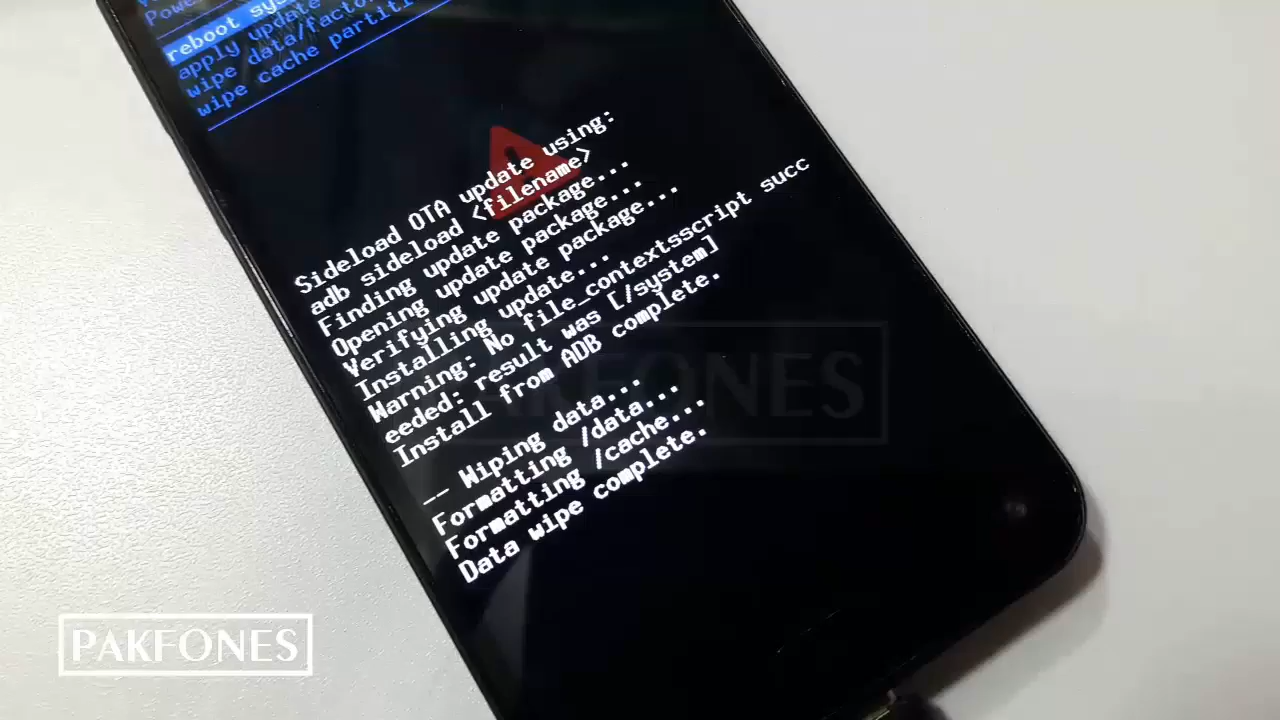 Powe
reboot sys
apply update
wipe data/facto
wipe cache partiti
Sideload OTA update using:
adb sideload <filename>
Finding update package...
Opening update package...
Verifying update package...
Installing update...
Warning: No file_contextsscript succ
eeded: result was [/system]
Install from ADB complete.
-- Wiping data...
Formatting /data...
Formatting /cache...
Data wipe complete.
PAKFONES
PAKFONES